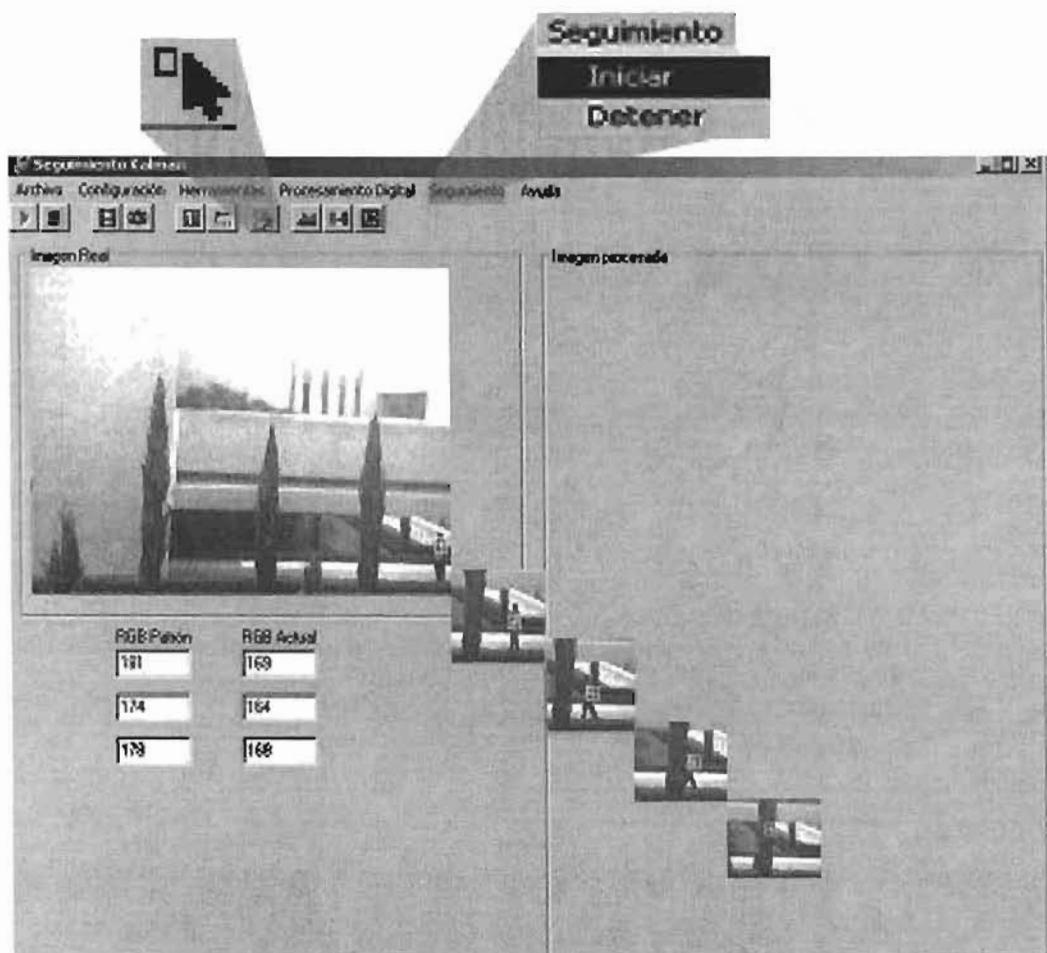 Seguimiento
Iniciar
Detener
Seguimiento Kalman
Archivo Configuración Herramientas Procesamiento Digital Seguimiento Ayuda
Imagen Real
Imagen procesada
RGB Patrón RGB Actual
169
174 164
178 168